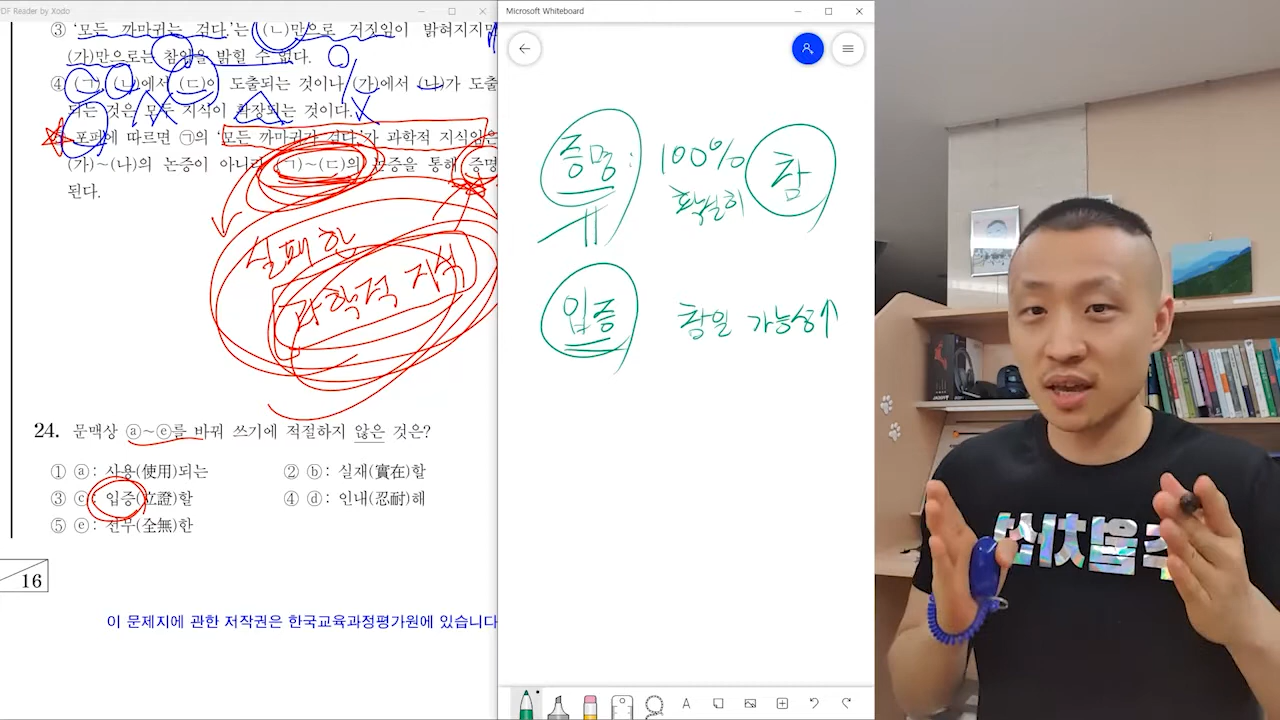 DF Reader by Xodo
Microsoft Whiteboard
③ '모든 까마귀는 검다.'는 (ㄴ)만으로 거짓임이 밝혀지지만
(가)만으로는 참임을 밝힐 수 없다.
④ (ㄱ), (ㄴ)에서 (ㄷ)이 도출되는 것이나 (가)에서 (나)가 도출
되는 것은 모두 지식이 확장되는 것이다.
포퍼에 따르면 ㉠의 '모든 까마귀가 검다.'가 과학적 지식임은
(가)~(나)의 논증이 아니라 (ㄱ)~(ㄷ)의 논증을 통해 증명
된다.
실패한
과학적 지식
증명: 100% 참
확실히
입증 참일 가능성↑
24. 문맥상 ⓐ~ⓔ를 바꿔 쓰기에 적절하지 않은 것은?
① ⓐ: 사용(使用)되는 ② ⓑ: 실재(實在)할
③ ⓒ: 입증(立證)할 ④ ⓓ: 인내(忍耐)해
⑤ ⓔ: 전무(全無)한
16
이 문제지에 관한 저작권은 한국교육과정평가원에 있습니다
A